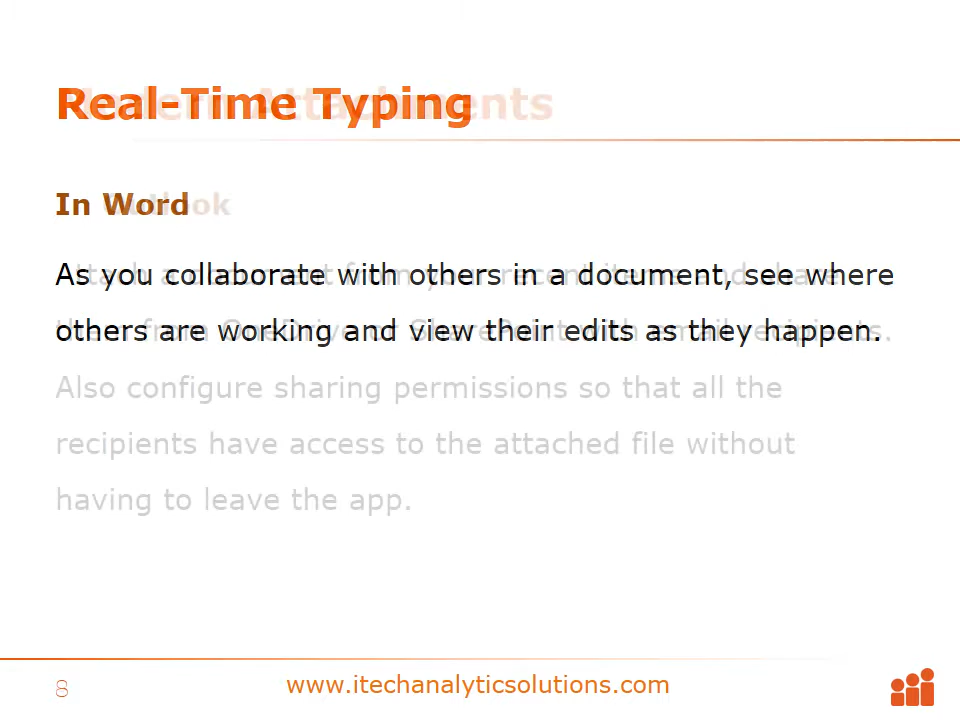 Real-Time Typing
In Word
As you collaborate with others in a document, see where
others are working and view their edits as they happen.
Also configure sharing permissions so that all the
recipients have access to the attached file without
having to leave the app.
8
www.itechanalyticsolutions.com